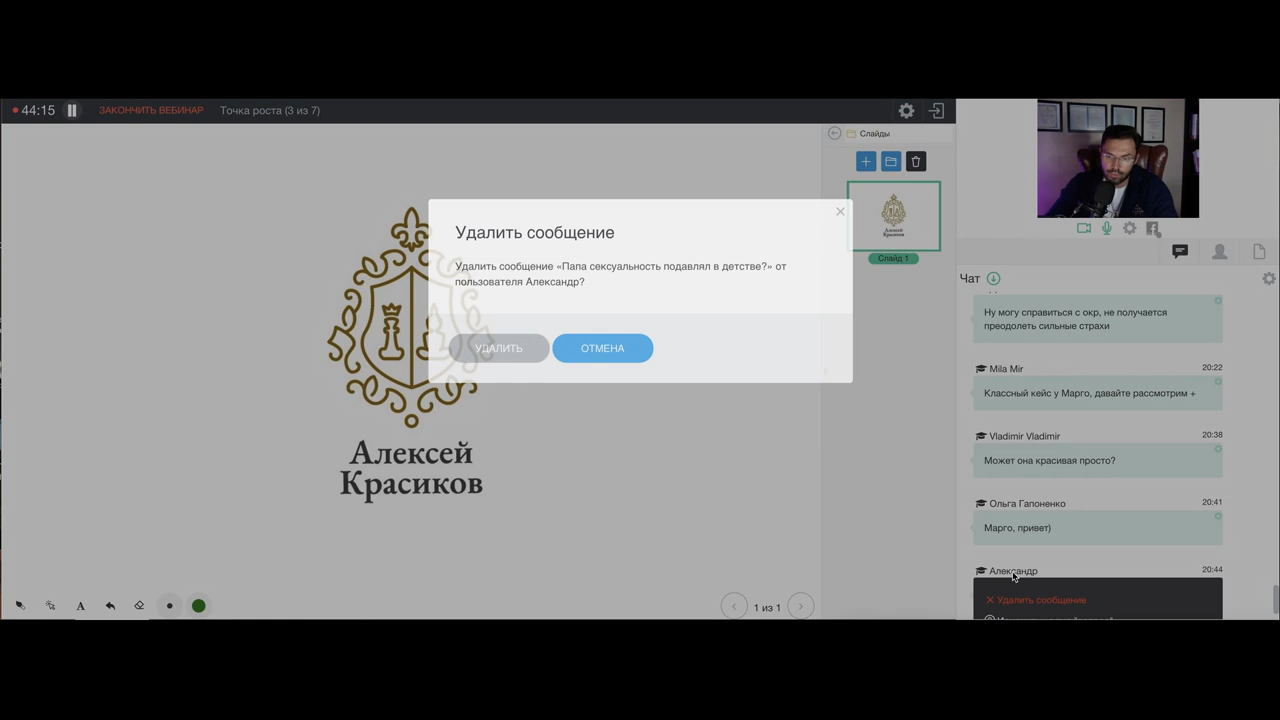 44:15
ЗАКОНЧИТЬ ВЕБИНАР
Точка роста (3 из 7)
Слайды
Алексей
Красиков
Слайд 1
Удалить сообщение
Удалить сообщение «Папа сексуальность подавлял в детстве?» от
пользователя Александр?
УДАЛИТЬ
ОТМЕНА
Алексей
Красиков
A
1 из 1
Чат
Ну могу справиться с окр, не получается
преодолеть сильные страхи
Mila Mir 20:22
Классный кейс у Марго, давайте рассмотрим +
Vladimir Vladimir 20:38
Может она красивая просто?
Ольга Гапоненко 20:41
Марго, привет)
Александр 20:44
Удалить сообщение